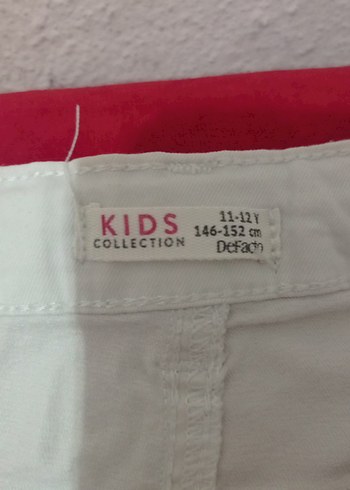 KIDS
COLLECTION
11-12 Y
146-152 cm
DeFacto